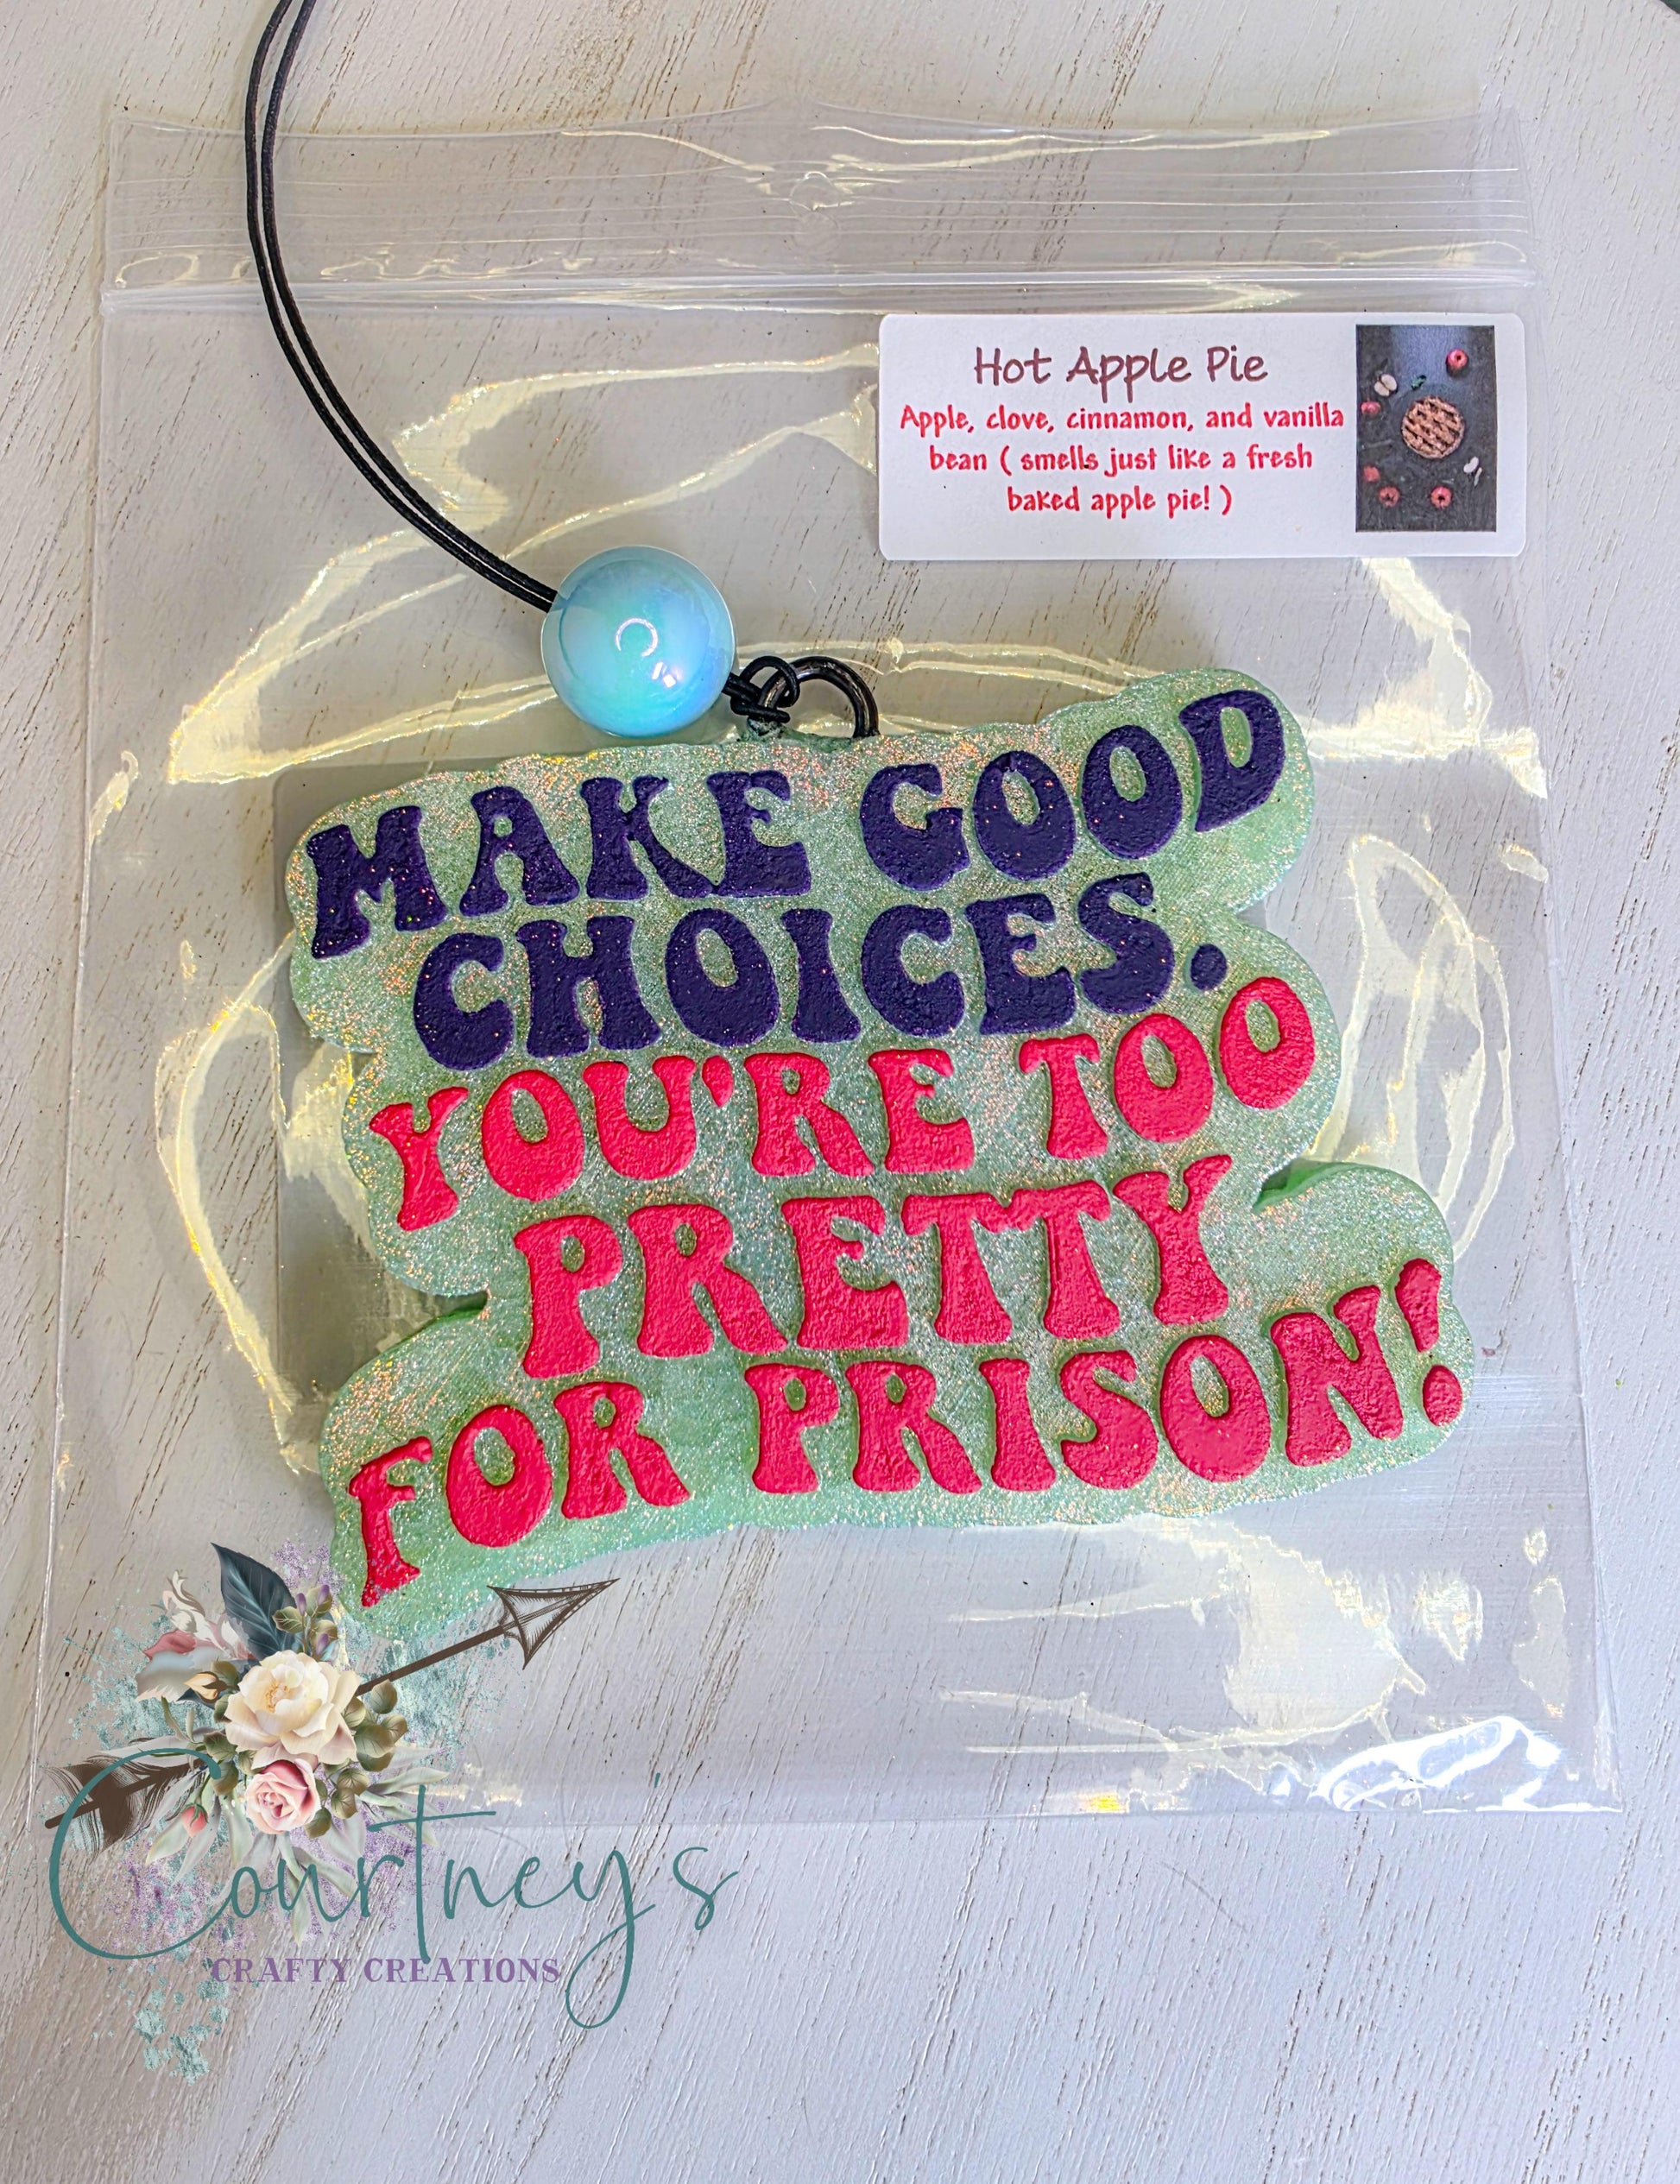 Hot Apple Pie
Apple, clove, cinnamon, and vanilla
bean ( smells just like a fresh
baked apple pie! )
MAKE GOOD
CHOICES.
YOU'RE TOO
PRETTY
FOR PRISON!
Courtney's
CRAFTY CREATIONS